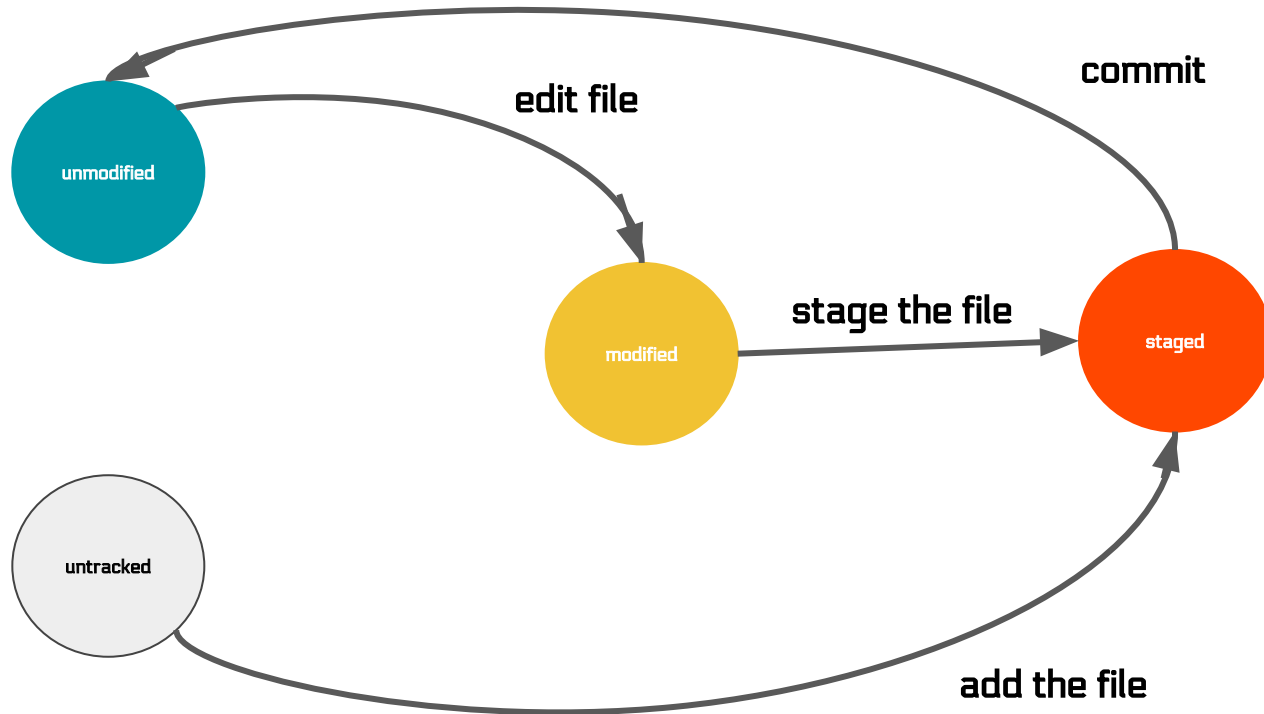 commit
edit file
unmodified
stage the file
staged
modified
untracked
add the file